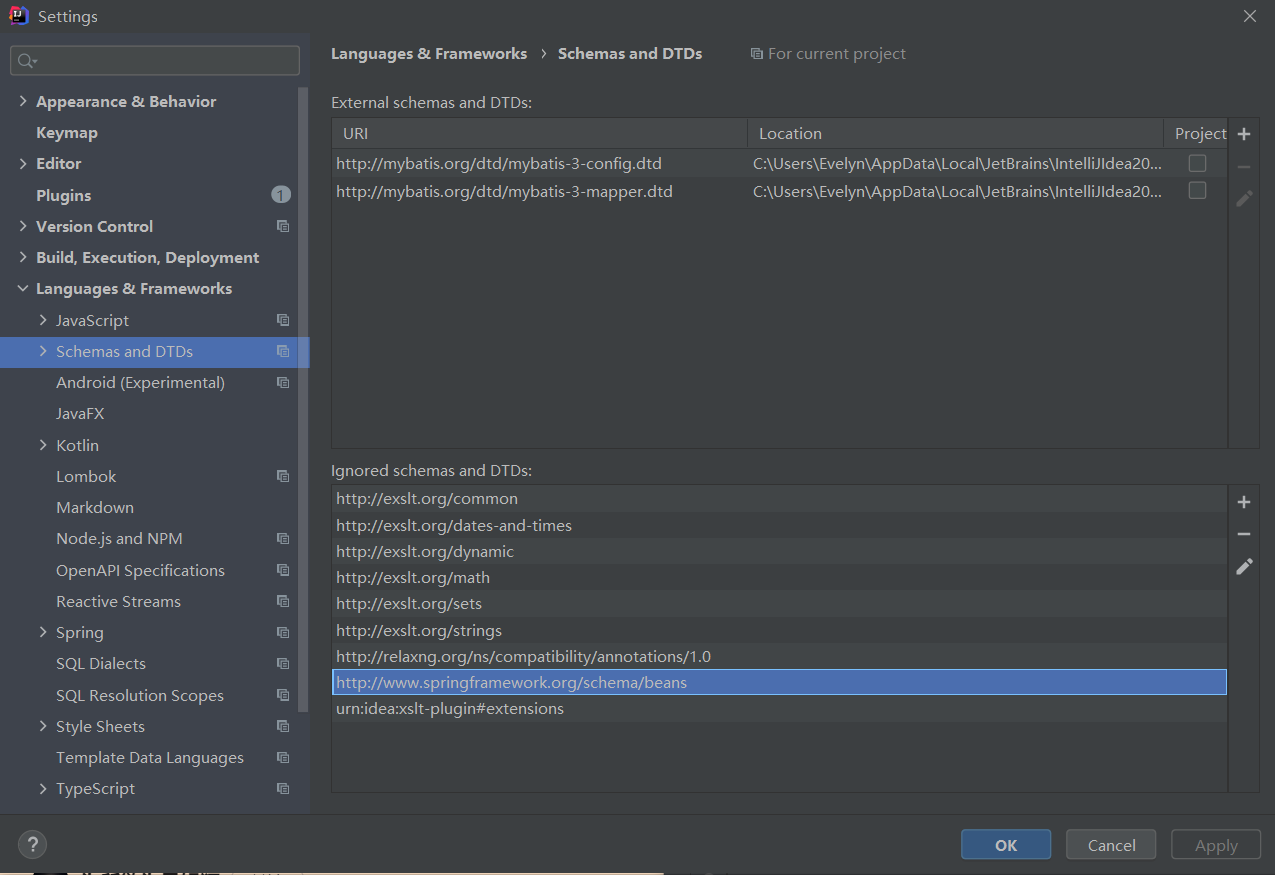 Settings
Appearance & Behavior
Keymap
Editor
Plugins 1
Version Control
Build, Execution, Deployment
Languages & Frameworks
JavaScript
Schemas and DTDs
Android (Experimental)
JavaFX
Kotlin
Lombok
Markdown
Node.js and NPM
OpenAPI Specifications
Reactive Streams
Spring
SQL Dialects
SQL Resolution Scopes
Style Sheets
Template Data Languages
TypeScript
Languages & Frameworks › Schemas and DTDs For current project
External schemas and DTDs:
URI Location Project
http://mybatis.org/dtd/mybatis-3-config.dtd C:\Users\Evelyn\AppData\Local\JetBrains\IntelliJIdea20...
http://mybatis.org/dtd/mybatis-3-mapper.dtd C:\Users\Evelyn\AppData\Local\JetBrains\IntelliJIdea20...
Ignored schemas and DTDs:
http://exslt.org/common
http://exslt.org/dates-and-times
http://exslt.org/dynamic
http://exslt.org/math
http://exslt.org/sets
http://exslt.org/strings
http://relaxng.org/ns/compatibility/annotations/1.0
http://www.springframework.org/schema/beans
urn:idea:xslt-plugin#extensions
? OK Cancel Apply